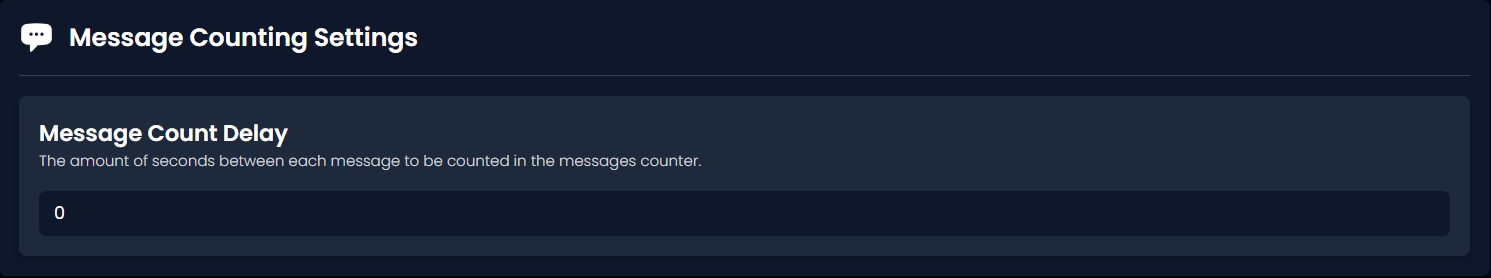 Message Counting Settings
Message Count Delay
The amount of seconds between each message to be counted in the messages counter.
0